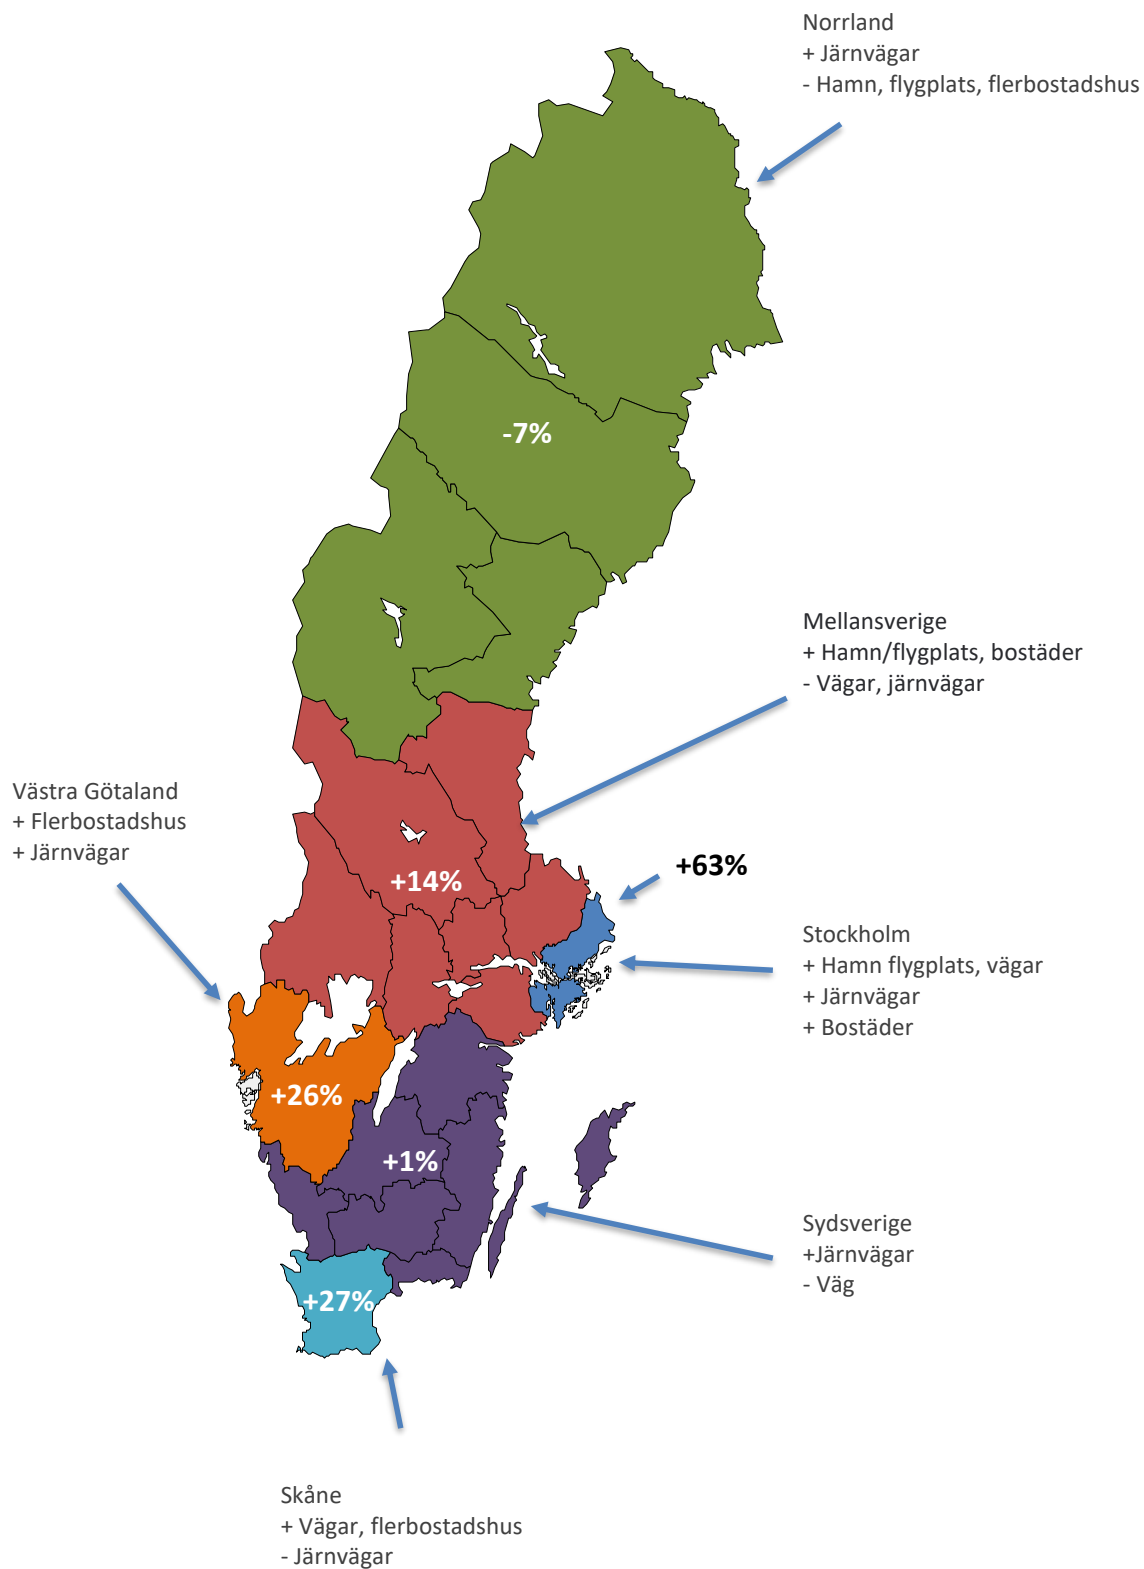 Norrland
+ Järnvägar
- Hamn, flygplats, flerbostadshus
-7%
Mellansverige
+ Hamn/flygplats, bostäder
- Vägar, järnvägar
Västra Götaland
+ Flerbostadshus
+ Järnvägar
+63%
+14%
Stockholm
+ Hamn flygplats, vägar
+ Järnvägar
+ Bostäder
+26%
+1%
Sydsverige
+Järnvägar
- Väg
+27%
Skåne
+ Vägar, flerbostadshus
- Järnvägar